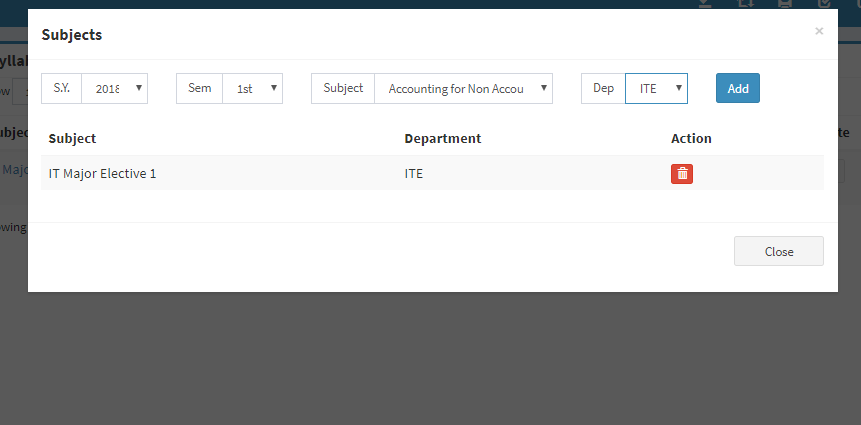 Subjects ×
S.Y. 2018 Sem 1st Subject Accounting for Non Accou Dep ITE Add
Subject Department Action
IT Major Elective 1 ITE
Close